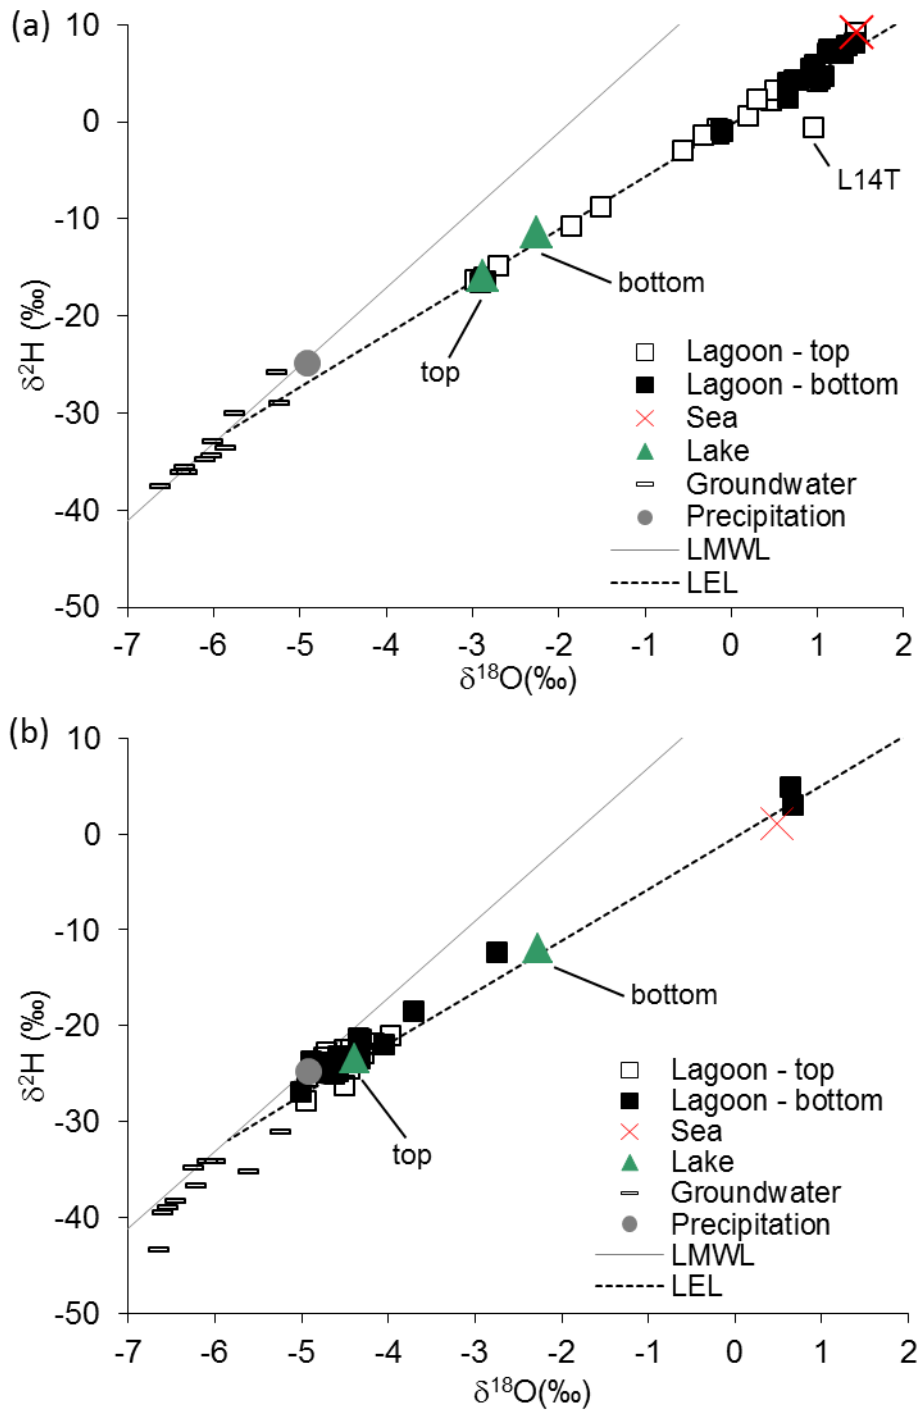 (a)
10
0
-10
-20
-30
-40
-50
δ²H (‰)
L14T
bottom
top
Lagoon - top
Lagoon - bottom
Sea
Lake
Groundwater
Precipitation
LMWL
LEL
-7 -6 -5 -4 -3 -2 -1 0 1 2
δ¹⁸O(‰)
(b)
10
0
-10
-20
-30
-40
-50
δ²H (‰)
bottom
top
Lagoon - top
Lagoon - bottom
Sea
Lake
Groundwater
Precipitation
LMWL
LEL
-7 -6 -5 -4 -3 -2 -1 0 1 2
δ¹⁸O(‰)